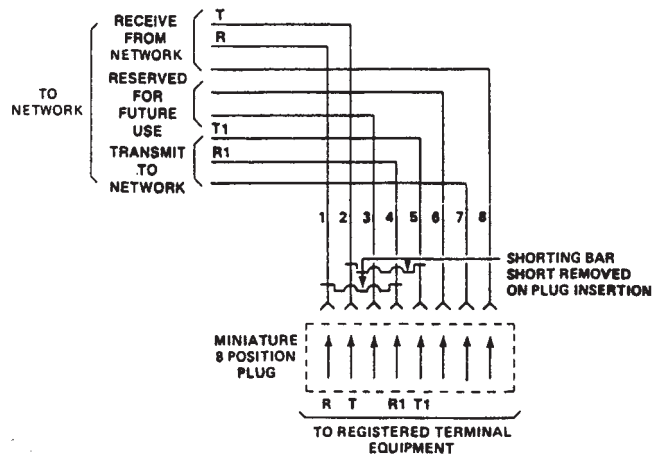 TO
NETWORK
RECEIVE
FROM
NETWORK
T
R
RESERVED
FOR
FUTURE
USE
T1
TRANSMIT
TO
NETWORK
R1
1 2 3 4 5 6 7 8
SHORTING BAR
SHORT REMOVED
ON PLUG INSERTION
MINIATURE
8 POSITION
PLUG
R T R1 T1
TO REGISTERED TERMINAL
EQUIPMENT